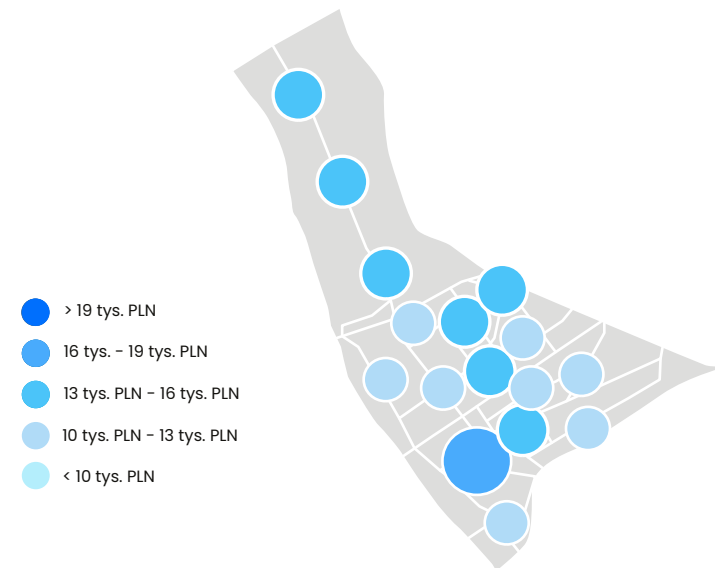 > 19 tys. PLN
16 tys. - 19 tys. PLN
13 tys. PLN - 16 tys. PLN
10 tys. PLN - 13 tys. PLN
< 10 tys. PLN